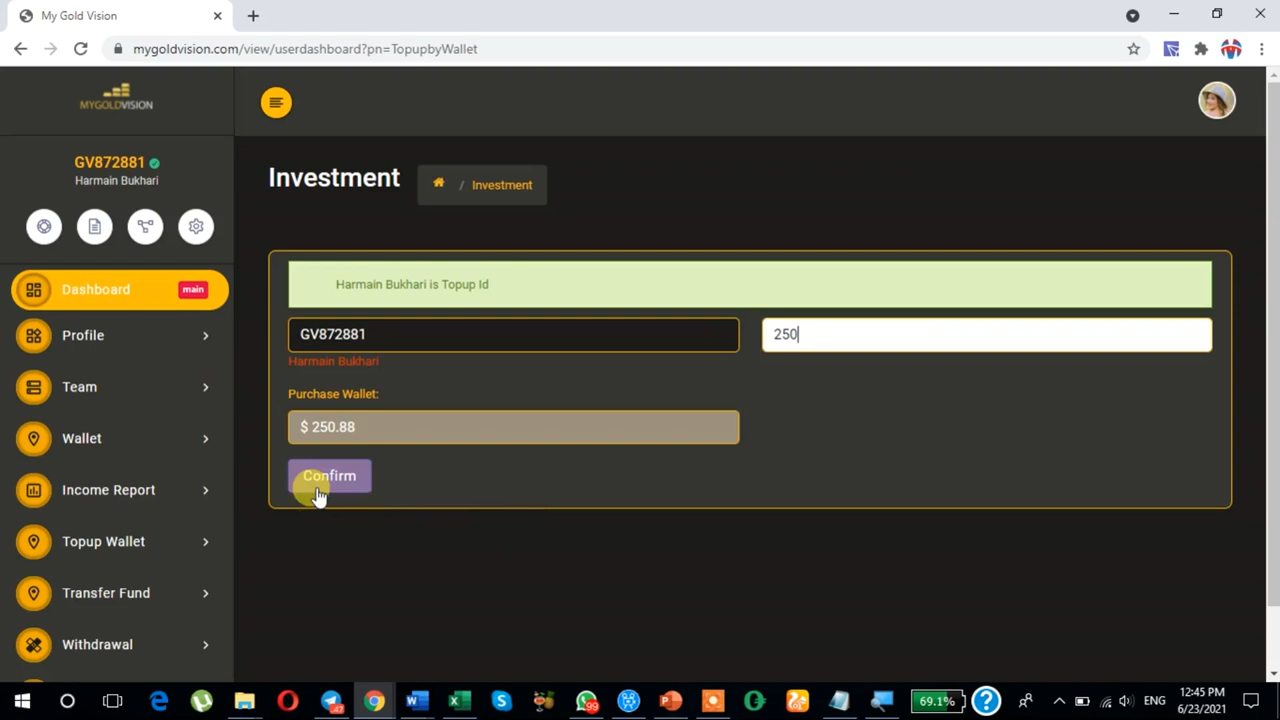 My Gold Vision
mygoldvision.com/view/userdashboard?pn=TopupbyWallet
MYGOLDVISION
GV872881
Harmain Bukhari
Dashboard main
Profile
Team
Wallet
Income Report
Topup Wallet
Transfer Fund
Withdrawal
Investment
/ Investment
Harmain Bukhari is Topup Id
GV872881
250
Harmain Bukhari
Purchase Wallet:
$ 250.88
Confirm
47
99
69.1%
ENG
12:45 PM
6/23/2021